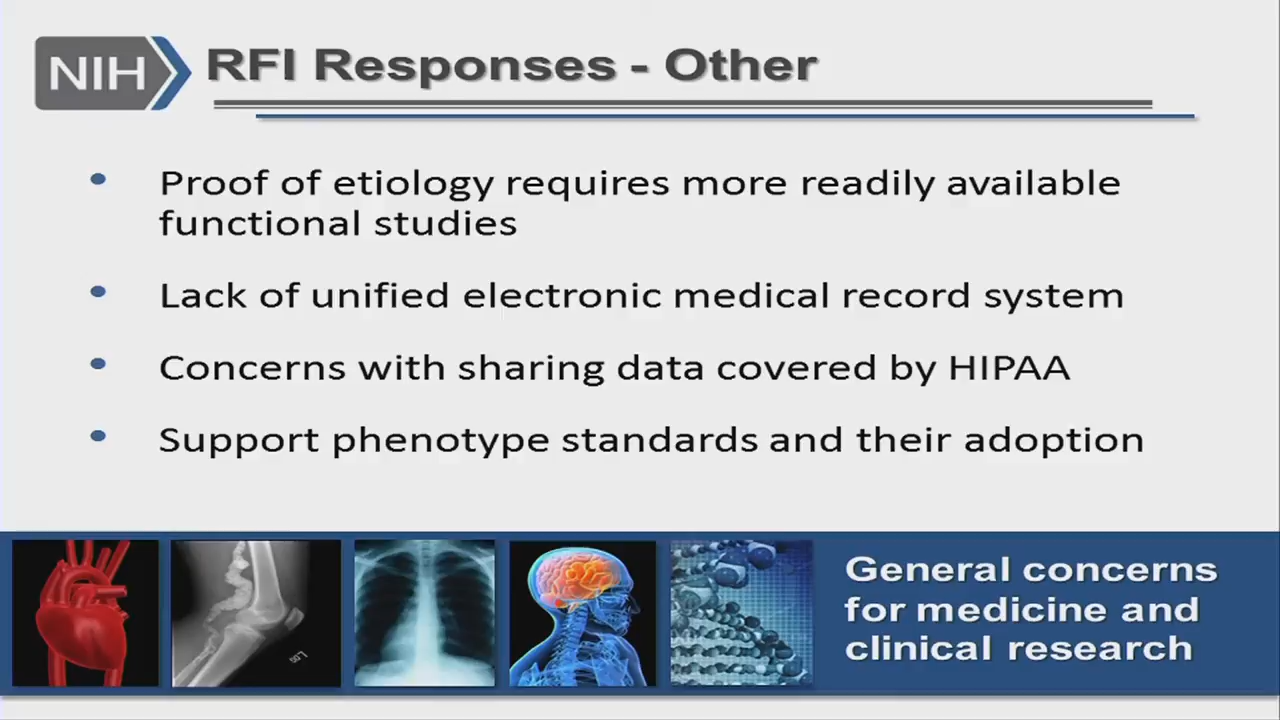 NIH
RFI Responses - Other
• Proof of etiology requires more readily available
functional studies
• Lack of unified electronic medical record system
• Concerns with sharing data covered by HIPAA
• Support phenotype standards and their adoption
General concerns
for medicine and
clinical research